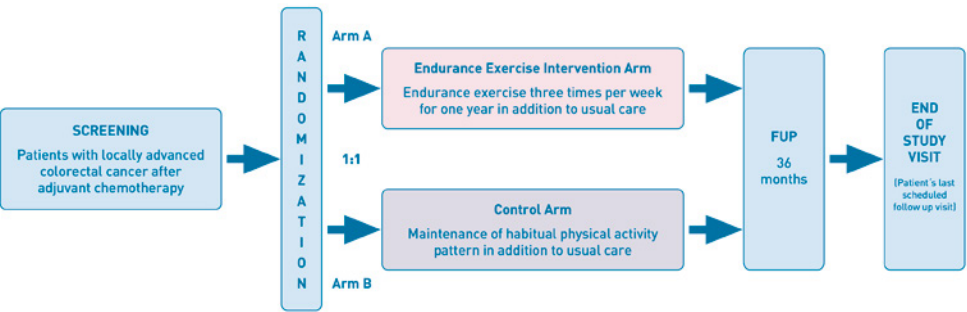 SCREENING
Patients with locally advanced
colorectal cancer after
adjuvant chemotherapy
R
A
N
D
O
M
I
Z
A
T
I
O
N
Arm A
1:1
Arm B
Endurance Exercise Intervention Arm
Endurance exercise three times per week
for one year in addition to usual care
Control Arm
Maintenance of habitual physical activity
pattern in addition to usual care
FUP
36
months
END
OF
STUDY
VISIT
(Patient´s last
scheduled
follow up visit)